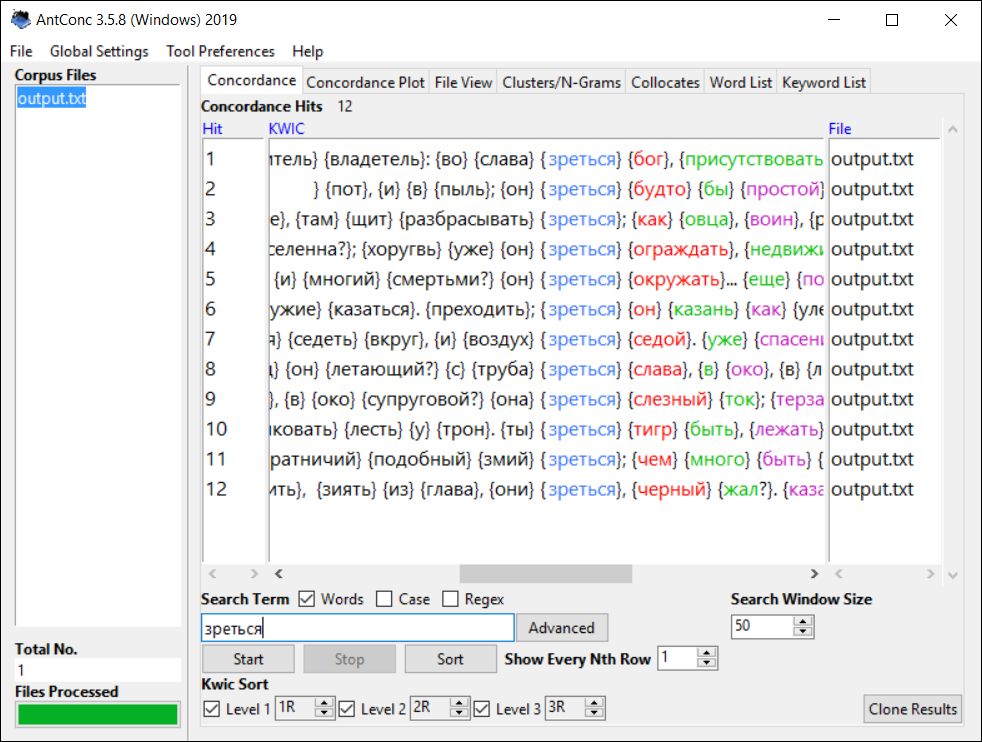 AntConc 3.5.8 (Windows) 2019
File Global Settings Tool Preferences Help
Corpus Files
output.txt
Concordance Concordance Plot File View Clusters/N-Grams Collocates Word List Keyword List
Concordance Hits 12
Hit KWIC File
1 итель} {владетель}: {во} {слава} {зреться} {бог}, {присутствовать output.txt
2 } {пот}, {и} {в} {пыль}; {он} {зреться} {будто} {бы} {простой} output.txt
3 е}, {там} {щит} {разбрасывать} {зреться}; {как} {овца}, {воин}, {р output.txt
4 селенна?}; {хоругвь} {уже} {он} {зреться} {ограждать}, {недвижи output.txt
5 {и} {многий} {смертьми?} {он} {зреться} {окружать}... {еще} {по output.txt
6 ужие} {казаться}. {преходить}; {зреться} {он} {казань} {как} {уле output.txt
7 я} {седеть} {вкруг}, {и} {воздух} {зреться} {седой}. {уже} {спасени output.txt
8 } {он} {летающий?} {с} {труба} {зреться} {слава}, {в} {око}, {в} {л output.txt
9 }, {в} {око} {супруговой?} {она} {зреться} {слезный} {ток}; {терза output.txt
10 иковать} {лесть} {у} {трон}. {ты} {зреться} {тигр} {быть}, {лежать} output.txt
11 ратничий} {подобный} {змий} {зреться}; {чем} {много} {быть} { output.txt
12 ить}, {зиять} {из} {глава}, {они} {зреться}, {черный} {жал?}. {каза output.txt
Search Term Words Case Regex Search Window Size
зреться Advanced 50
Start Stop Sort Show Every Nth Row 1
Total No.
1
Files Processed
Kwic Sort
Level 1 1R Level 2 2R Level 3 3R Clone Results